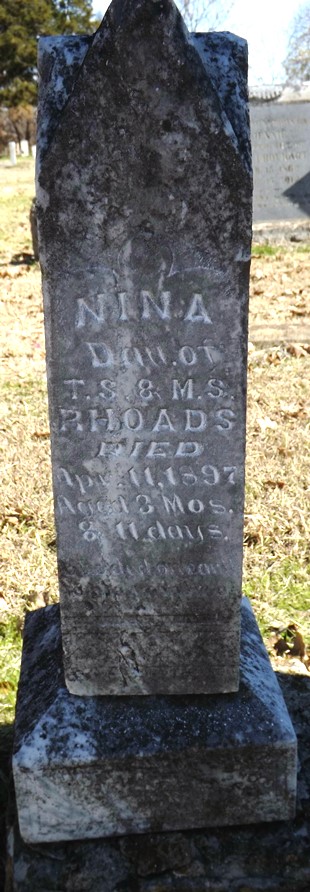 NINA
Dau. of
T.S. & M.S.
RHOADS
DIED
Apr. 11, 1897
Aged 3 Mos.
& 11 days.